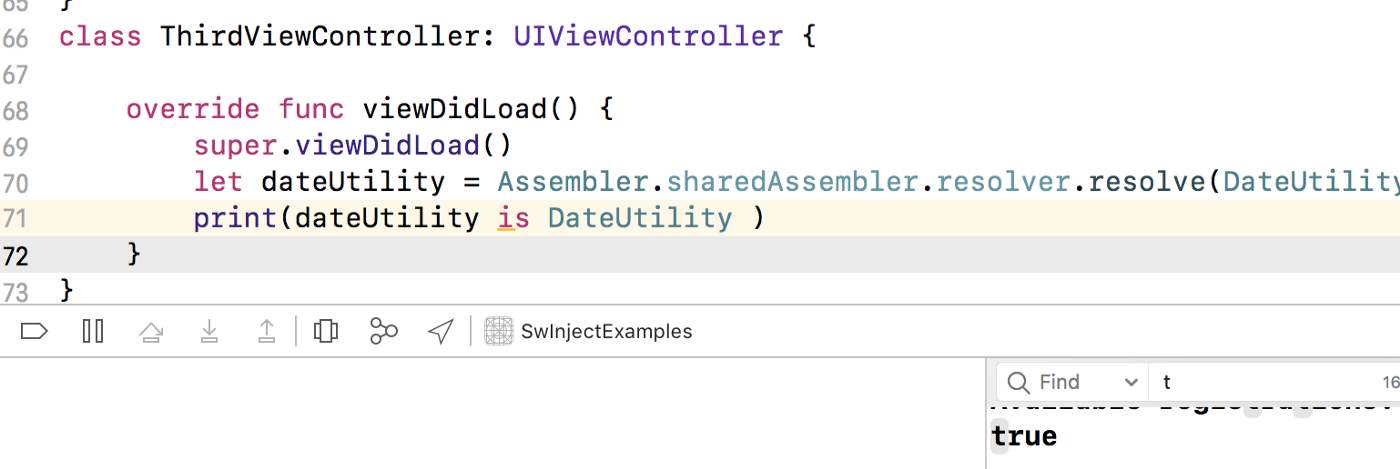 65 }
66 class ThirdViewController: UIViewController {
67
68 override func viewDidLoad() {
69 super.viewDidLoad()
70 let dateUtility = Assembler.sharedAssembler.resolver.resolve(DateUtility
71 print(dateUtility is DateUtility )
72 }
73 }
SwInjectExamples
Find t 16
true